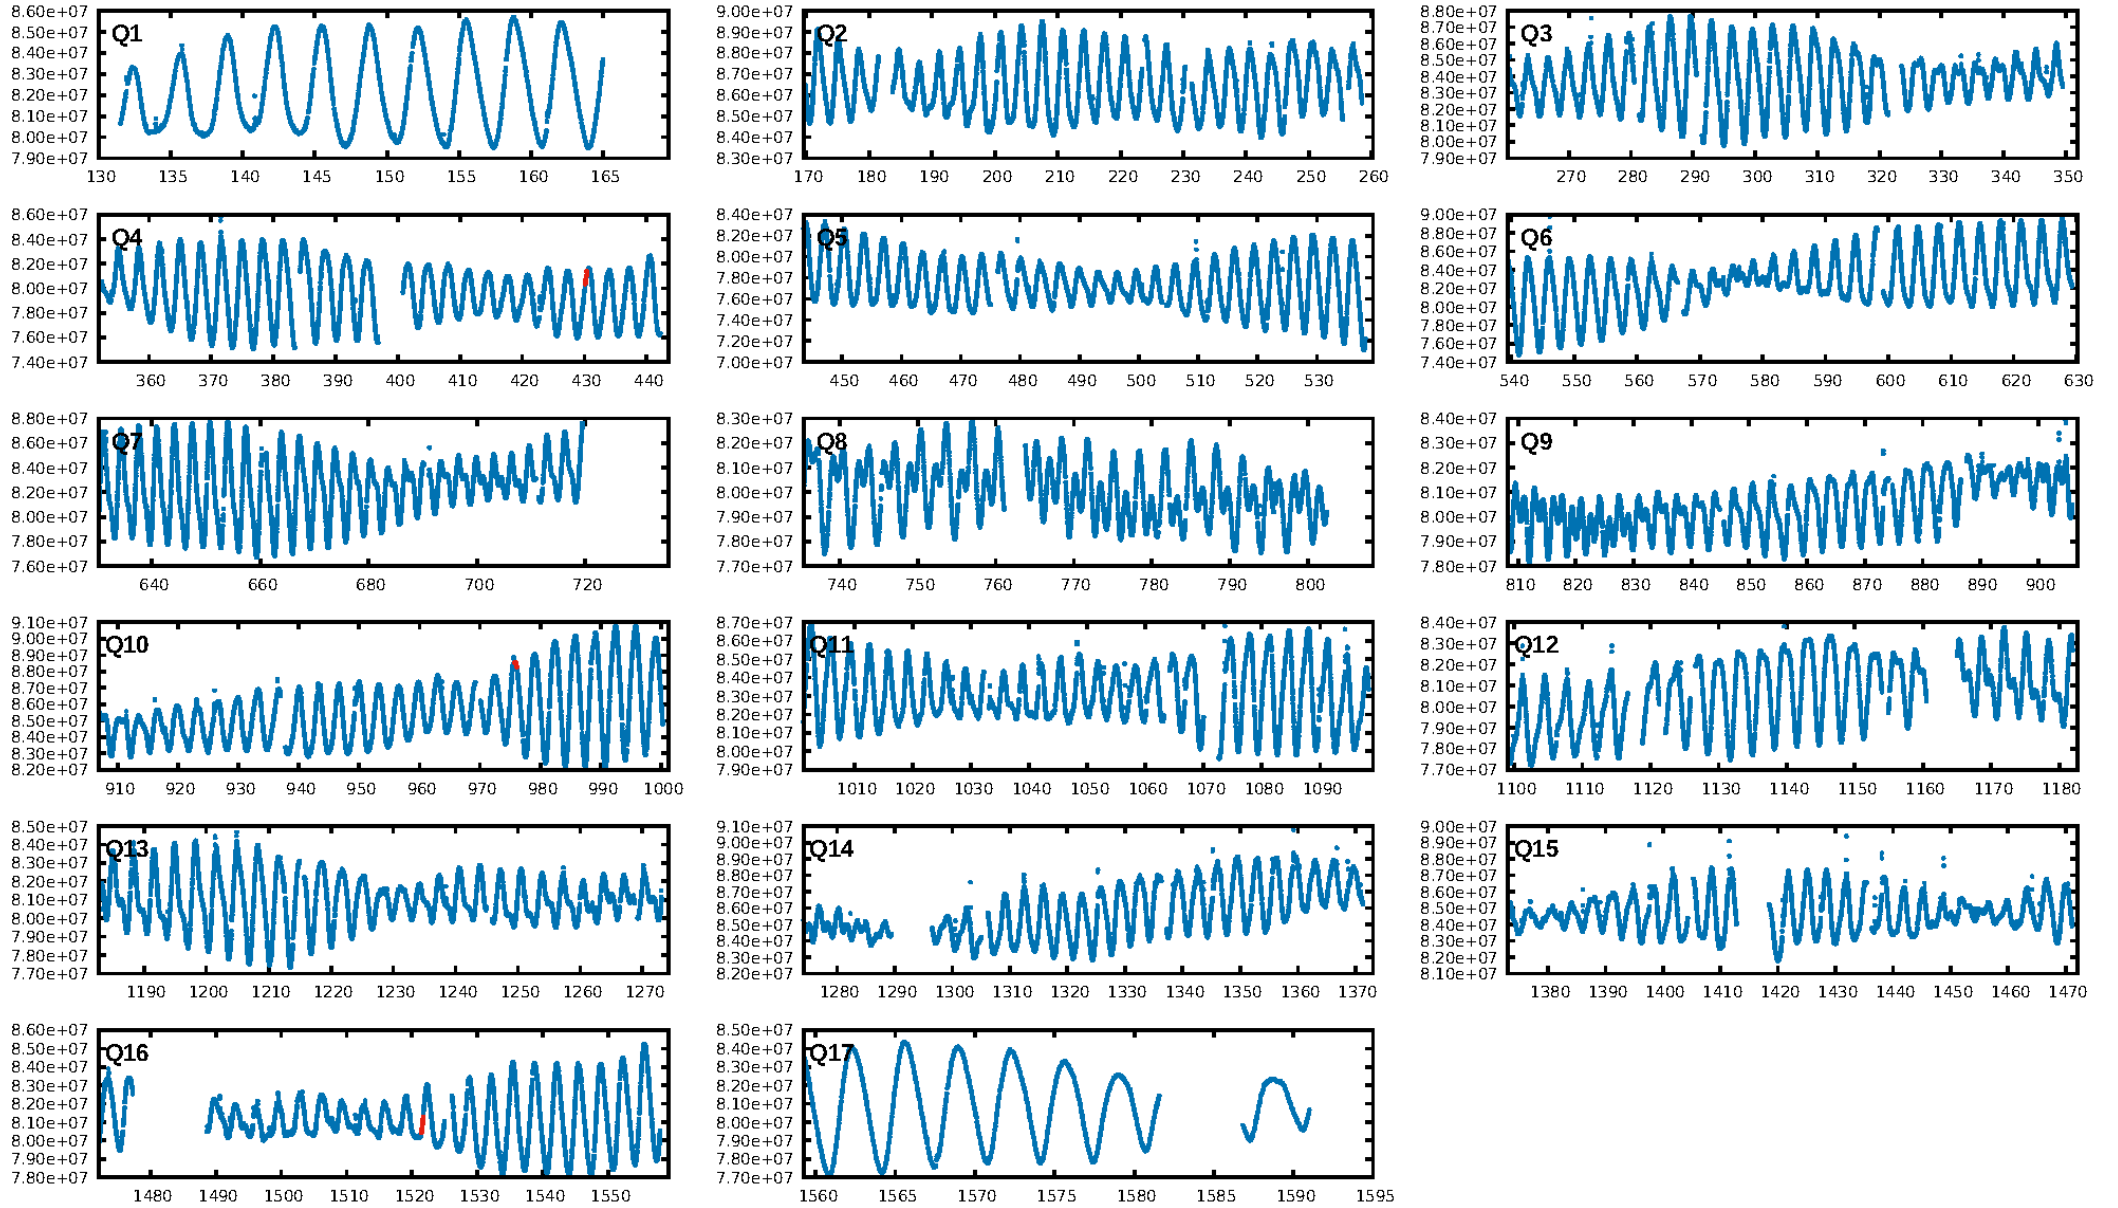 8.60e+07
Q1
8.50e+07
8.40e+07
8.30e+07
8.20e+07
8.10e+07
8.00e+07
7.90e+07
130 135 140 145 150 155 160 165
9.00e+07
Q2
8.90e+07
8.80e+07
8.70e+07
8.60e+07
8.50e+07
8.40e+07
8.30e+07
170 180 190 200 210 220 230 240 250 260
8.80e+07
8.70e+07
Q3
8.60e+07
8.50e+07
8.40e+07
8.30e+07
8.20e+07
8.10e+07
8.00e+07
7.90e+07
270 280 290 300 310 320 330 340 350
8.60e+07
Q4
8.40e+07
8.20e+07
8.00e+07
7.80e+07
7.60e+07
7.40e+07
360 370 380 390 400 410 420 430 440
8.40e+07
Q5
8.20e+07
8.00e+07
7.80e+07
7.60e+07
7.40e+07
7.20e+07
7.00e+07
450 460 470 480 490 500 510 520 530
9.00e+07
8.80e+07
Q6
8.60e+07
8.40e+07
8.20e+07
8.00e+07
7.80e+07
7.60e+07
7.40e+07
540 550 560 570 580 590 600 610 620 630
8.80e+07
Q7
8.60e+07
8.40e+07
8.20e+07
8.00e+07
7.80e+07
7.60e+07
640 660 680 700 720
8.30e+07
Q8
8.20e+07
8.10e+07
8.00e+07
7.90e+07
7.80e+07
7.70e+07
740 750 760 770 780 790 800
8.40e+07
Q9
8.30e+07
8.20e+07
8.10e+07
8.00e+07
7.90e+07
7.80e+07
810 820 830 840 850 860 870 880 890 900
9.10e+07
9.00e+07
Q10
8.90e+07
8.80e+07
8.70e+07
8.60e+07
8.50e+07
8.40e+07
8.30e+07
8.20e+07
910 920 930 940 950 960 970 980 990 1000
8.70e+07
Q11
8.60e+07
8.50e+07
8.40e+07
8.30e+07
8.20e+07
8.10e+07
8.00e+07
7.90e+07
1010 1020 1030 1040 1050 1060 1070 1080 1090
8.40e+07
Q12
8.30e+07
8.20e+07
8.10e+07
8.00e+07
7.90e+07
7.80e+07
7.70e+07
1100 1110 1120 1130 1140 1150 1160 1170 1180
8.50e+07
Q13
8.40e+07
8.30e+07
8.20e+07
8.10e+07
8.00e+07
7.90e+07
7.80e+07
7.70e+07
1190 1200 1210 1220 1230 1240 1250 1260 1270
9.10e+07
9.00e+07
Q14
8.90e+07
8.80e+07
8.70e+07
8.60e+07
8.50e+07
8.40e+07
8.30e+07
8.20e+07
1280 1290 1300 1310 1320 1330 1340 1350 1360 1370
9.00e+07
8.90e+07
Q15
8.80e+07
8.70e+07
8.60e+07
8.50e+07
8.40e+07
8.30e+07
8.20e+07
8.10e+07
1380 1390 1400 1410 1420 1430 1440 1450 1460 1470
8.60e+07
Q16
8.50e+07
8.40e+07
8.30e+07
8.20e+07
8.10e+07
8.00e+07
7.90e+07
7.80e+07
1480 1490 1500 1510 1520 1530 1540 1550
8.50e+07
Q17
8.40e+07
8.30e+07
8.20e+07
8.10e+07
8.00e+07
7.90e+07
7.80e+07
7.70e+07
1560 1565 1570 1575 1580 1585 1590 1595